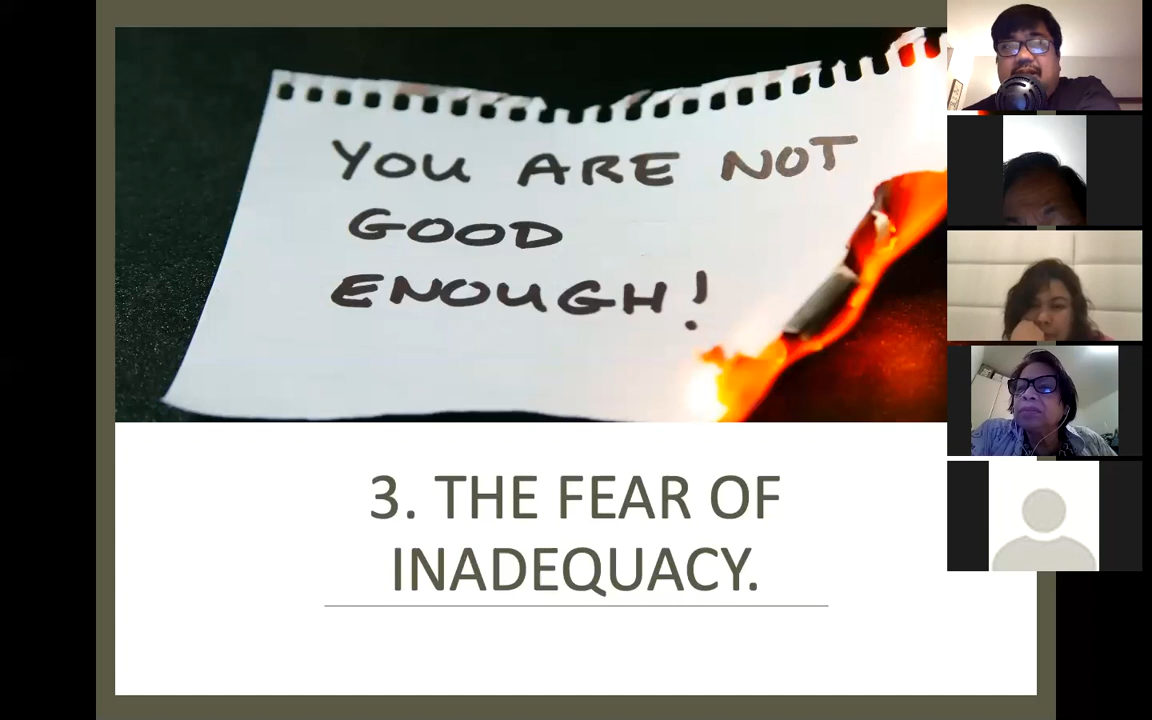 YOU ARE NOT
GOOD
ENOUGH!
3. THE FEAR OF
INADEQUACY.